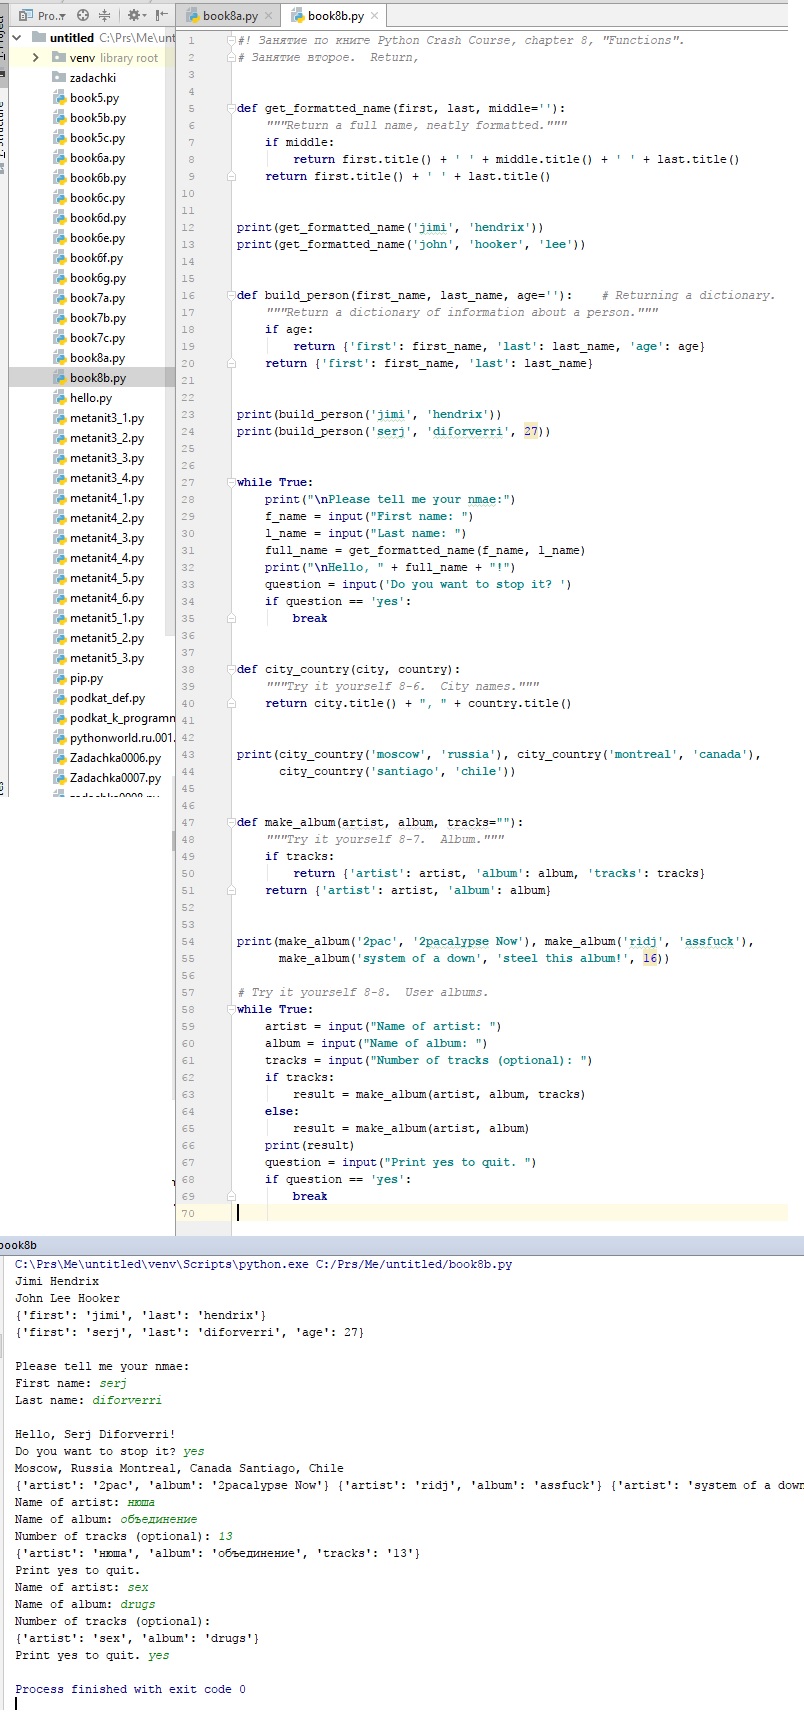 Pro...
book8a.py
book8b.py
untitled C:\Prs\Me\unt
venv library root
zadachki
book5.py
book5b.py
book5c.py
book6a.py
book6b.py
book6c.py
book6d.py
book6e.py
book6f.py
book6g.py
book7a.py
book7b.py
book7c.py
book8a.py
book8b.py
hello.py
metanit3_1.py
metanit3_2.py
metanit3_3.py
metanit3_4.py
metanit4_1.py
metanit4_2.py
metanit4_3.py
metanit4_4.py
metanit4_5.py
metanit4_6.py
metanit5_1.py
metanit5_2.py
metanit5_3.py
pip.py
podkat_def.py
podkat_k_programm
pythonworld.ru.001.
Zadachka0006.py
Zadachka0007.py
1 #! Занятие по книге Python Crash Course, chapter 8, "Functions".
2 # Занятие второе.  Return,
3
4
5 def get_formatted_name(first, last, middle=''):
6     """Return a full name, neatly formatted."""
7     if middle:
8         return first.title() + ' ' + middle.title() + ' ' + last.title()
9     return first.title() + ' ' + last.title()
10
11
12 print(get_formatted_name('jimi', 'hendrix'))
13 print(get_formatted_name('john', 'hooker', 'lee'))
14
15
16 def build_person(first_name, last_name, age=''):    # Returning a dictionary.
17     """Return a dictionary of information about a person."""
18     if age:
19         return {'first': first_name, 'last': last_name, 'age': age}
20     return {'first': first_name, 'last': last_name}
21
22
23 print(build_person('jimi', 'hendrix'))
24 print(build_person('serj', 'diforverri', 27))
25
26
27 while True:
28     print("\nPlease tell me your nmae:")
29     f_name = input("First name: ")
30     l_name = input("Last name: ")
31     full_name = get_formatted_name(f_name, l_name)
32     print("\nHello, " + full_name + "!")
33     question = input('Do you want to stop it? ')
34     if question == 'yes':
35         break
36
37
38 def city_country(city, country):
39     """Try it yourself 8-6.  City names."""
40     return city.title() + ", " + country.title()
41
42
43 print(city_country('moscow', 'russia'), city_country('montreal', 'canada'),
44       city_country('santiago', 'chile'))
45
46
47 def make_album(artist, album, tracks=""):
48     """Try it yourself 8-7.  Album."""
49     if tracks:
50         return {'artist': artist, 'album': album, 'tracks': tracks}
51     return {'artist': artist, 'album': album}
52
53
54 print(make_album('2pac', '2pacalypse Now'), make_album('ridj', 'assfuck'),
55       make_album('system of a down', 'steel this album!', 16))
56
57 # Try it yourself 8-8.  User albums.
58 while True:
59     artist = input("Name of artist: ")
60     album = input("Name of album: ")
61     tracks = input("Number of tracks (optional): ")
62     if tracks:
63         result = make_album(artist, album, tracks)
64     else:
65         result = make_album(artist, album)
66     print(result)
67     question = input("Print yes to quit. ")
68     if question == 'yes':
69         break
70
book8b
C:\Prs\Me\untitled\venv\Scripts\python.exe C:/Prs/Me/untitled/book8b.py
Jimi Hendrix
John Lee Hooker
{'first': 'jimi', 'last': 'hendrix'}
{'first': 'serj', 'last': 'diforverri', 'age': 27}
Please tell me your nmae:
First name: serj
Last name: diforverri
Hello, Serj Diforverri!
Do you want to stop it? yes
Moscow, Russia Montreal, Canada Santiago, Chile
{'artist': '2pac', 'album': '2pacalypse Now'} {'artist': 'ridj', 'album': 'assfuck'} {'artist': 'system of a down
Name of artist: нюша
Name of album: объединение
Number of tracks (optional): 13
{'artist': 'нюша', 'album': 'объединение', 'tracks': '13'}
Print yes to quit.
Name of artist: sex
Name of album: drugs
Number of tracks (optional):
{'artist': 'sex', 'album': 'drugs'}
Print yes to quit. yes
Process finished with exit code 0